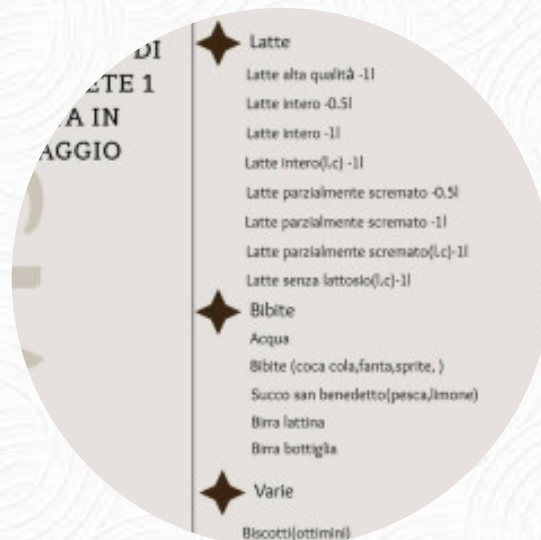 DI
ETE 1
A IN
AGGIO
Latte
Latte alta qualità -1l
Latte intero -0.5l
Latte intero -1l
Latte intero(l.c) -1l
Latte parzialmente scremato -0.5l
Latte parzialmente scremato -1l
Latte parzialmente scremato(l.c)-1l
Latte senza lattosio(l.c)-1l
Bibite
Acqua
Bibite (coca cola,fanta,sprite, )
Succo san benedetto(pesca,limone)
Birra lattina
Birra bottiglia
Varie
Biscotti(ottimini)